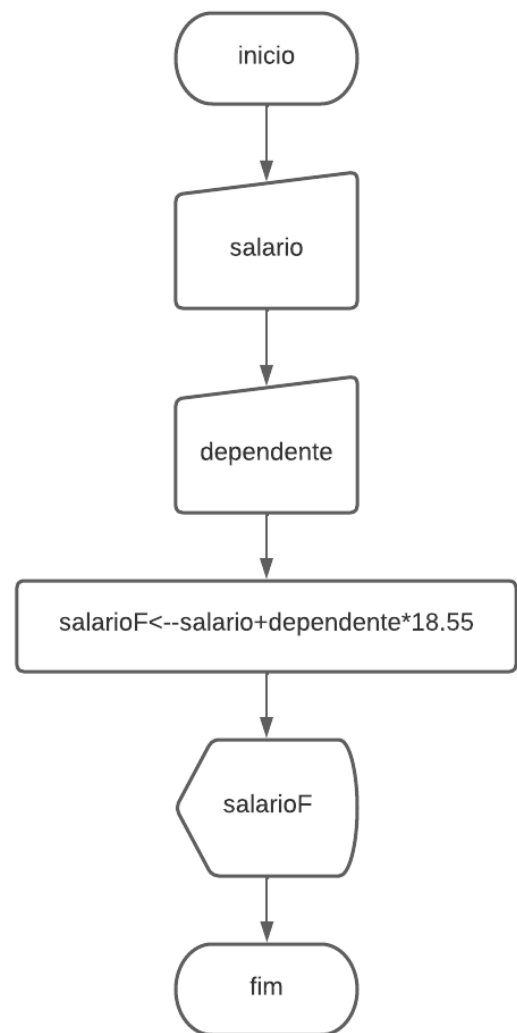 inicio
salario
dependente
salarioF<--salario+dependente*18.55
salarioF
fim